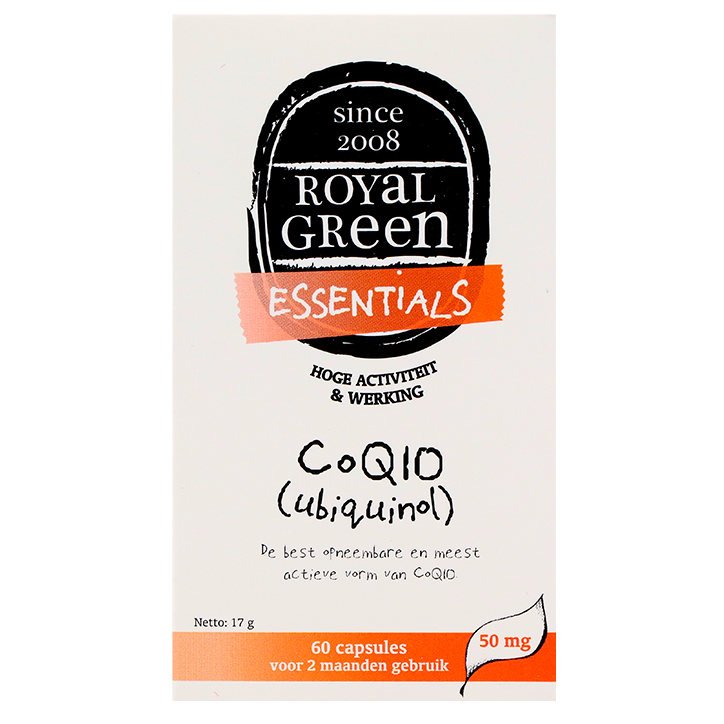 since
2008
ROYal
GReen
ESSENTiALS
HOGE ACTIVITEIT
& WERKING
CoQ10
(ubiquinol)
De best opneembare en meest
actieve vorm van CoQ10.
Netto: 17 g
50 mg
60 capsules
voor 2 maanden gebruik